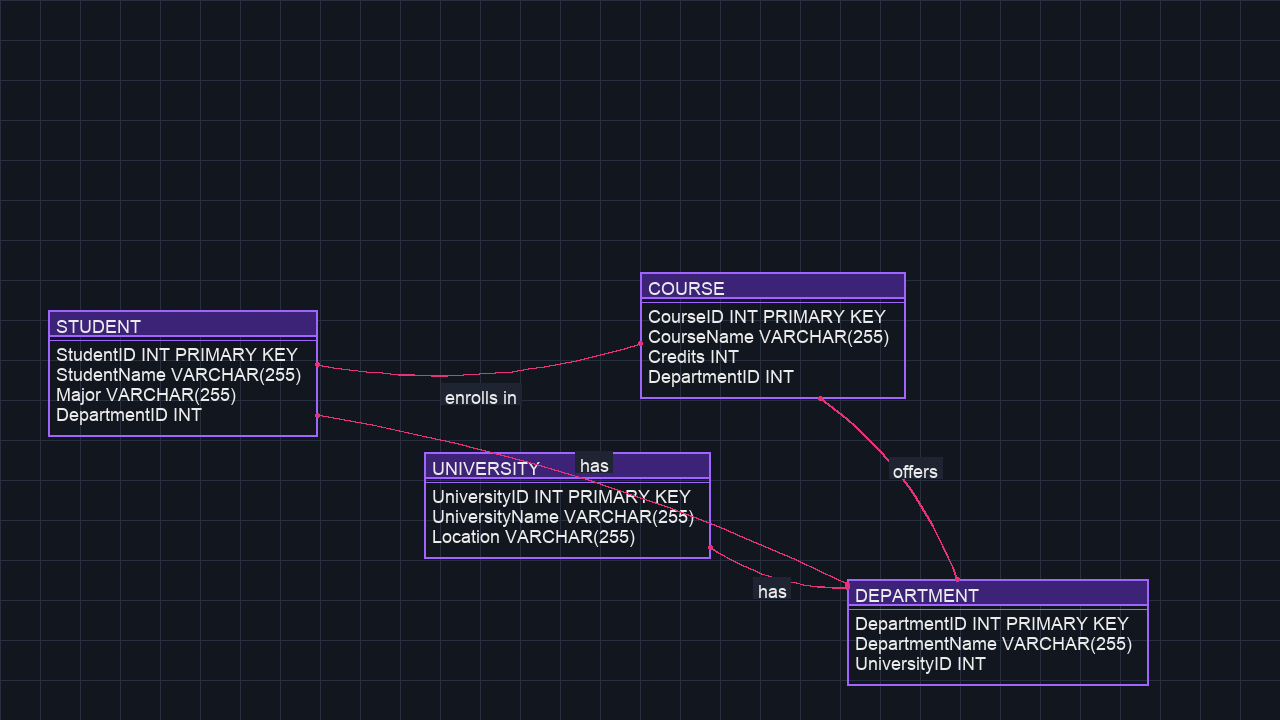 COURSE
CourseID INT PRIMARY KEY
CourseName VARCHAR(255)
Credits INT
DepartmentID INT
STUDENT
StudentID INT PRIMARY KEY
StudentName VARCHAR(255)
Major VARCHAR(255)
DepartmentID INT
enrolls in
UNIVERSITY
UniversityID INT PRIMARY KEY
UniversityName VARCHAR(255)
Location VARCHAR(255)
has
offers
has
DEPARTMENT
DepartmentID INT PRIMARY KEY
DepartmentName VARCHAR(255)
UniversityID INT